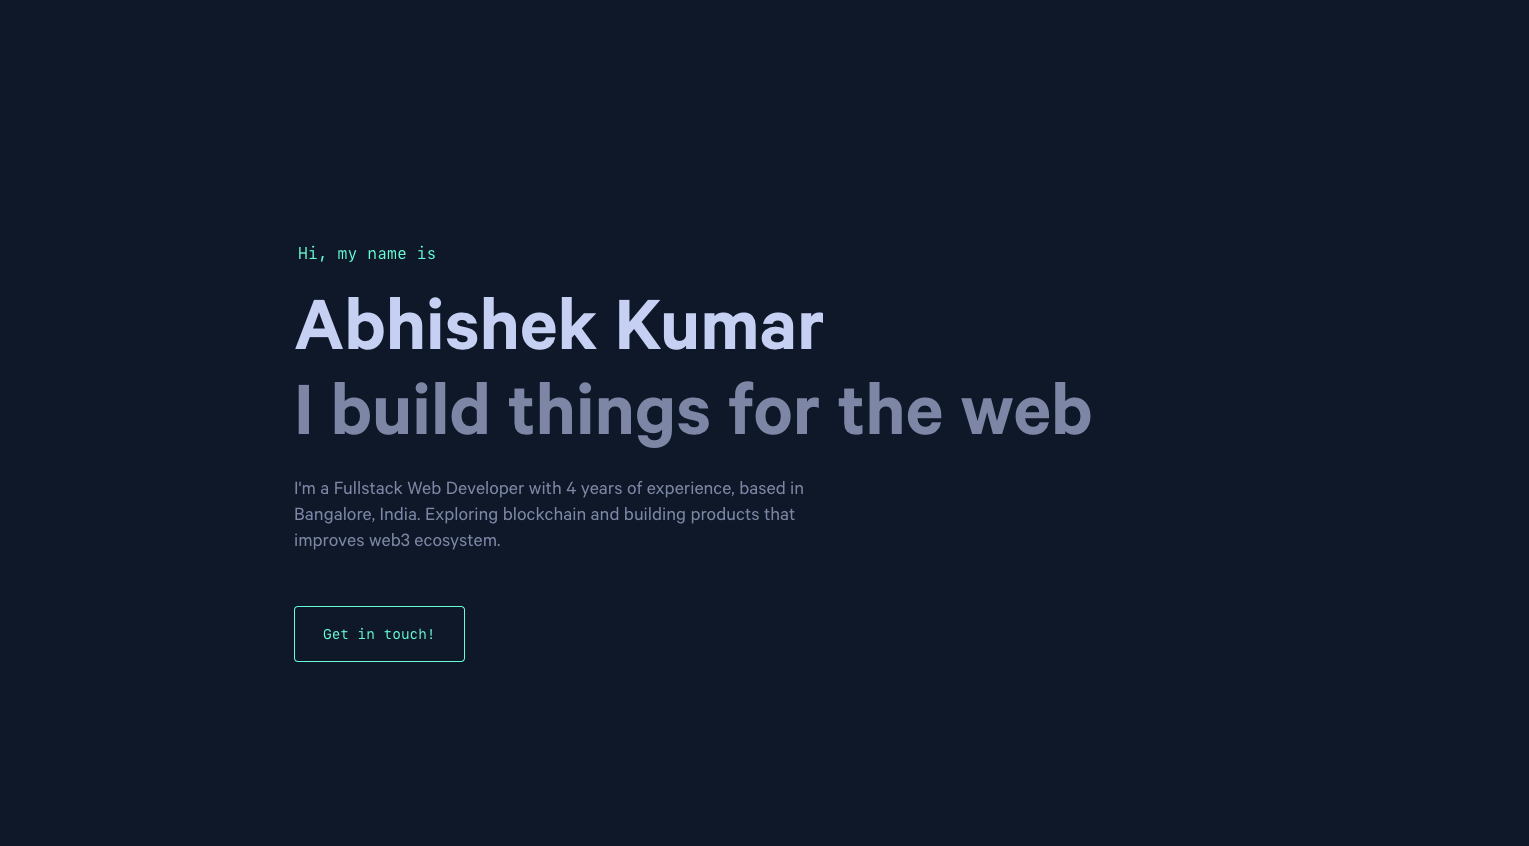 Hi, my name is
Abhishek Kumar
I build things for the web
I'm a Fullstack Web Developer with 4 years of experience, based in
Bangalore, India. Exploring blockchain and building products that
improves web3 ecosystem.
Get in touch!